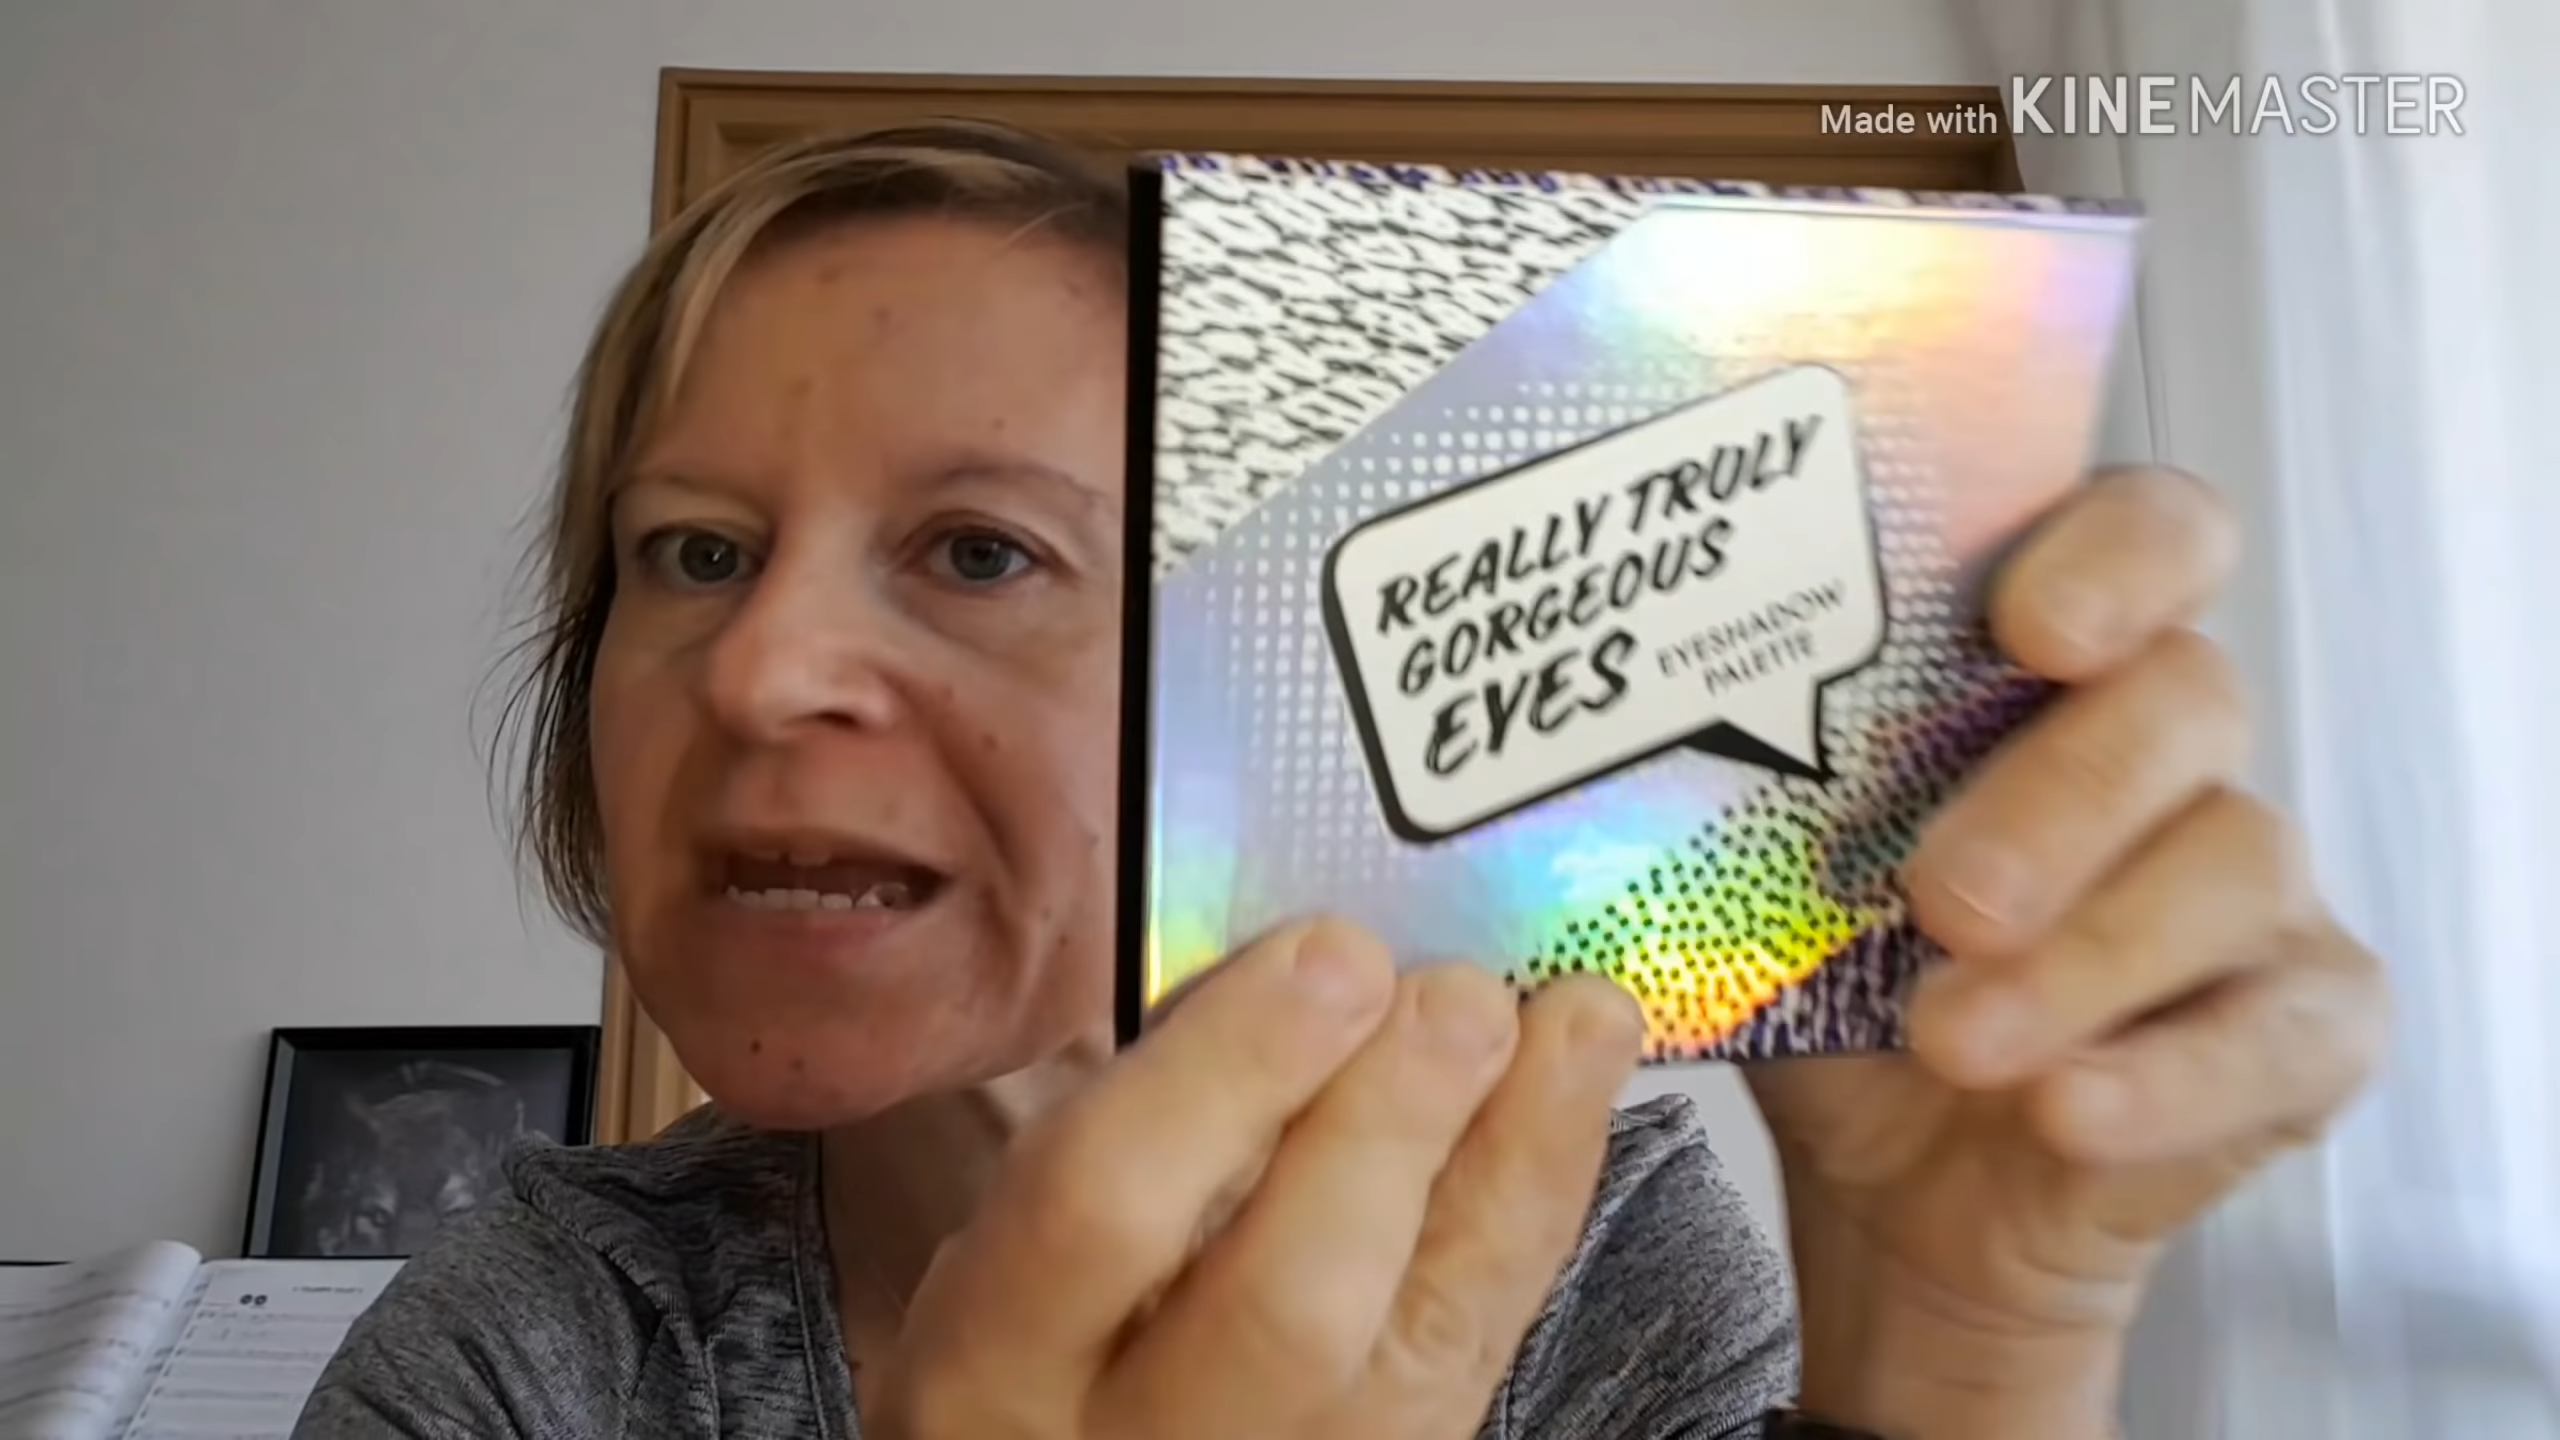 Made with KINEMASTER
REALLY TRULY
GORGEOUS
EYES EYESHADOW
PALETTE